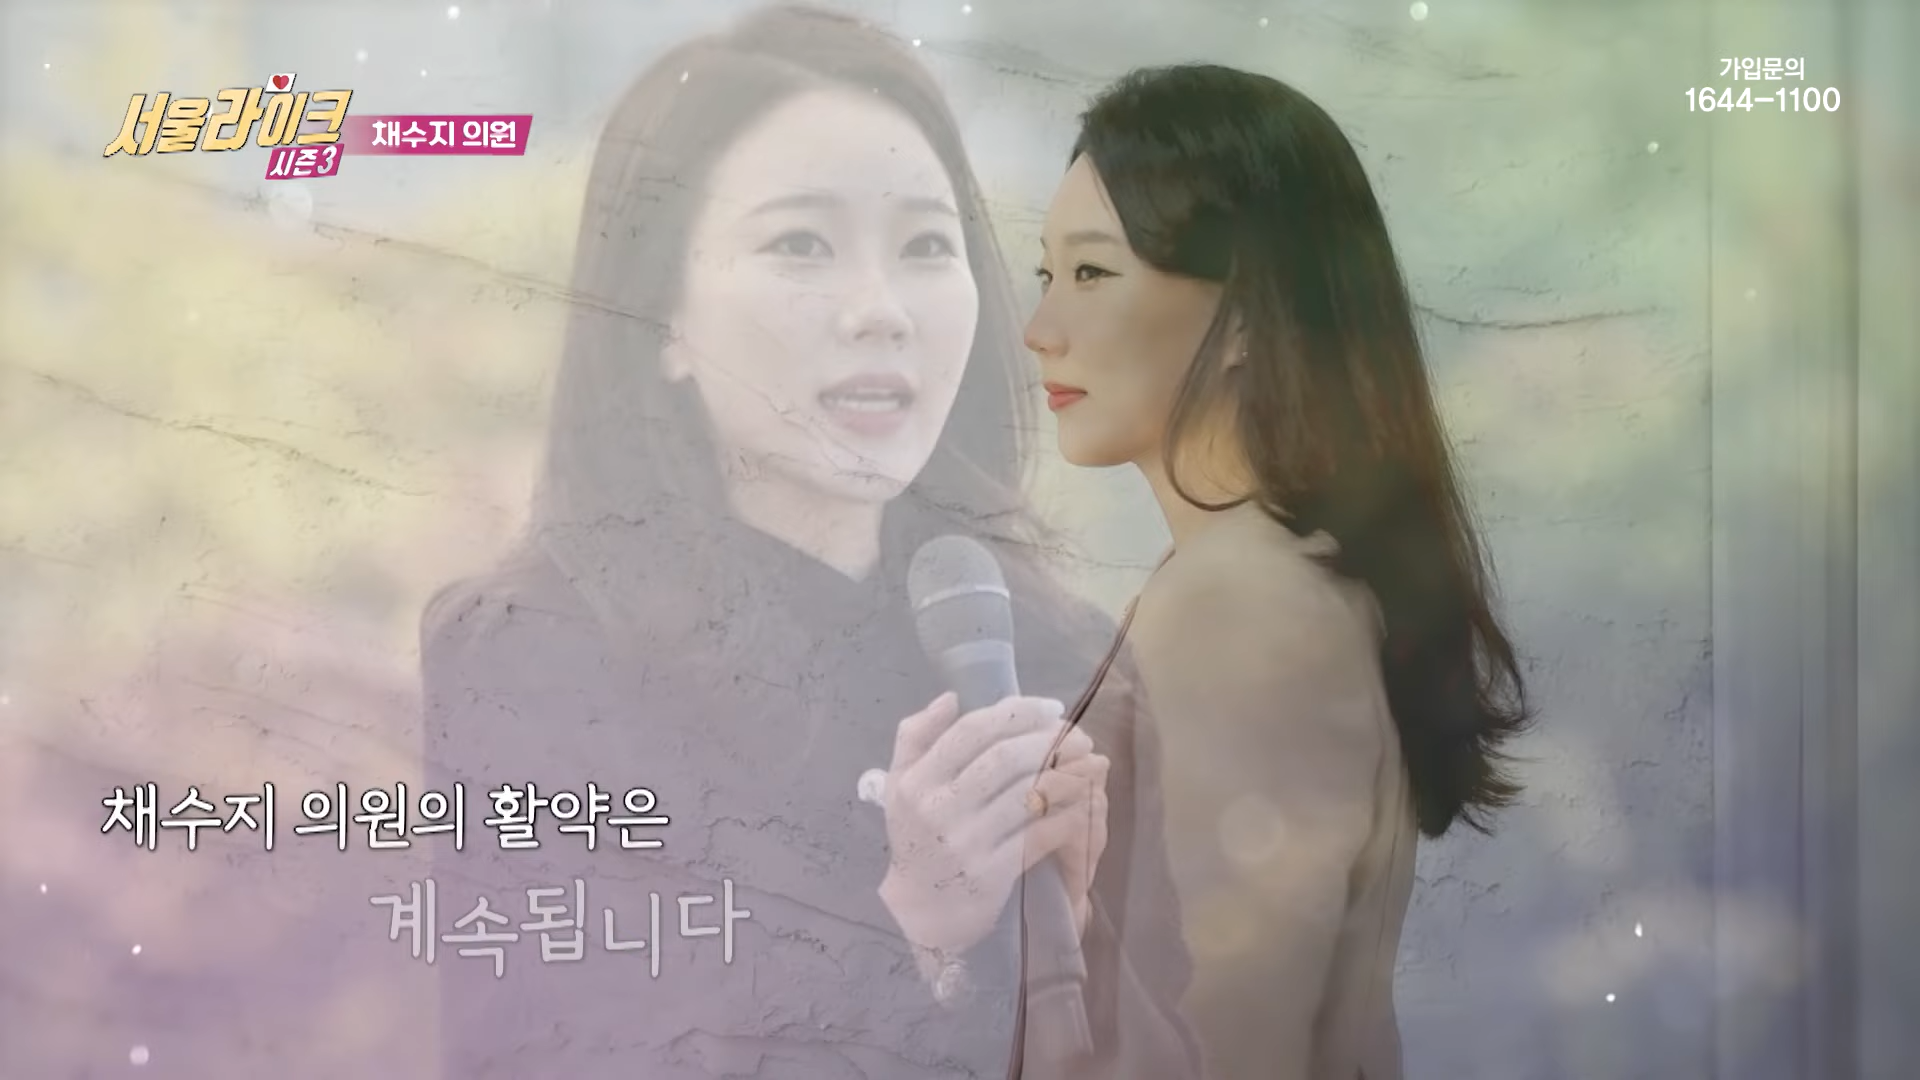 서울라이크
시즌3
채수지 의원
가입문의
1644-1100
채수지 의원의 활약은
계속됩니다